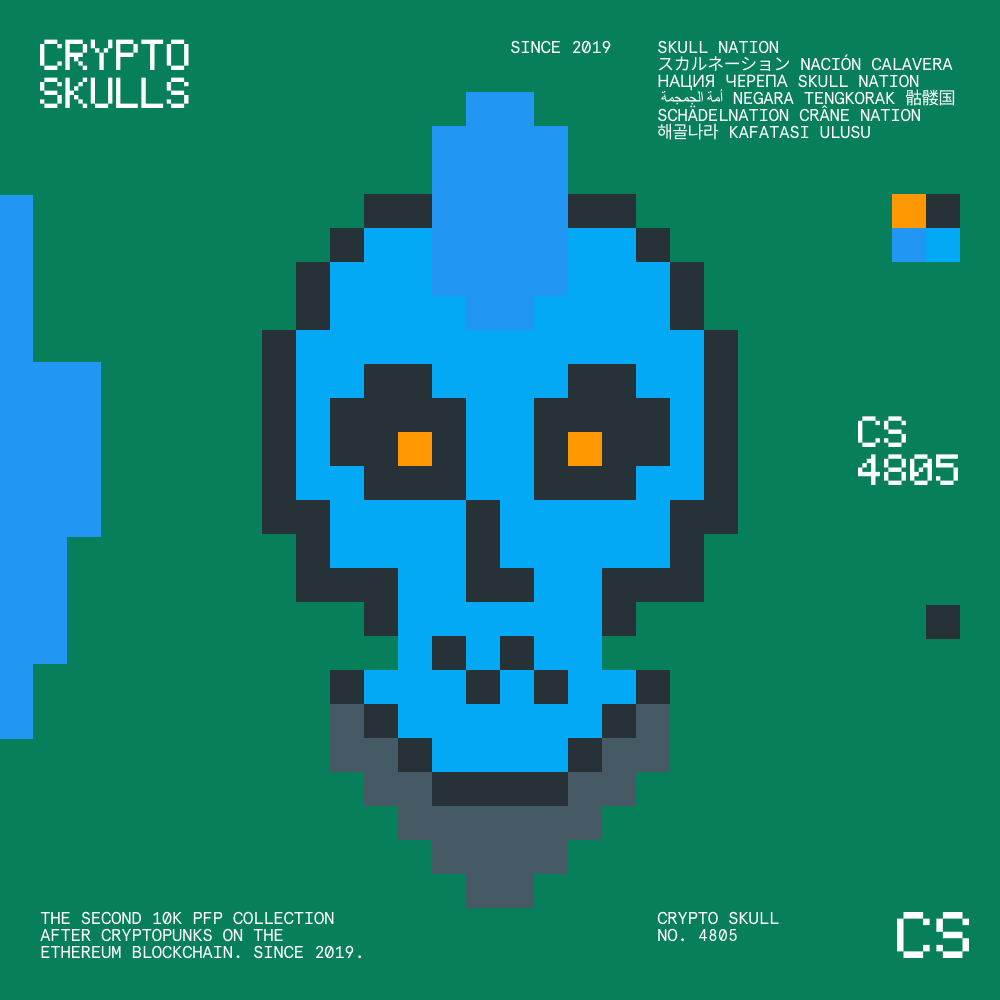 CRYPTO
SKULLS
SINCE 2019
SKULL NATION
スカルネーション NACIÓN CALAVERA
НАЦИЯ ЧЕРЕПА SKULL NATION
أمة الجمجمة NEGARA TENGKORAK 骷髅国
SCHÄDELNATION CRÂNE NATION
해골나라 KAFATASI ULUSU
CS
4805
THE SECOND 10K PFP COLLECTION
AFTER CRYPTOPUNKS ON THE
ETHEREUM BLOCKCHAIN. SINCE 2019.
CRYPTO SKULL
NO. 4805
CS